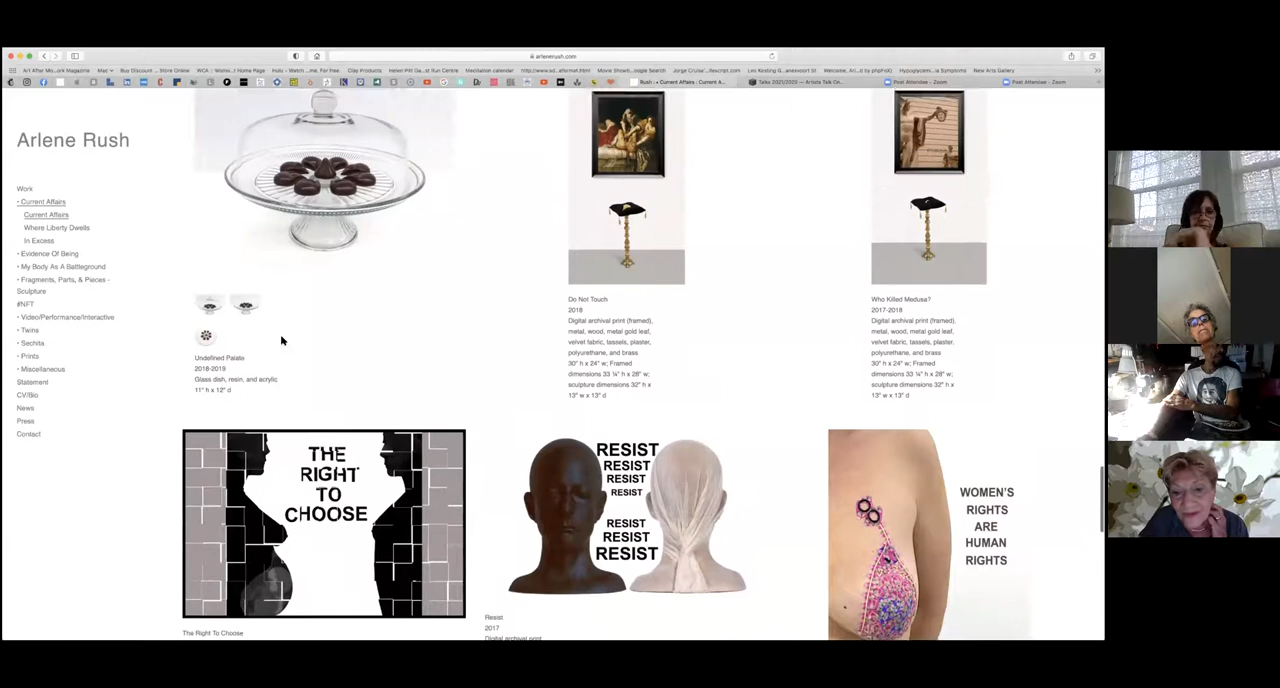 arlenerush.com
Arlene Rush
Work
• Current Affairs
Current Affairs
Where Liberty Dwells
In Excess
• Evidence Of Being
• My Body As A Battleground
• Fragments, Parts, & Pieces -
Sculpture
#NFT
• Video/Performance/Interactive
• Twins
• Sechita
• Prints
• Miscellaneous
Statement
CV/Bio
News
Press
Contact
Undefined Palate
2018-2019
Glass dish, resin, and acrylic
11" h x 12" d
Do Not Touch
2018
Digital archival print (framed),
metal, wood, metal gold leaf,
velvet fabric, tassels, plaster,
polyurethane, and brass
30" h x 24" w; Framed
dimensions 33 ¼" h x 28" w;
sculpture dimensions 32" h x
13" w x 13" d
Who Killed Medusa?
2017-2018
Digital archival print (framed),
metal, wood, metal gold leaf,
velvet fabric, tassels, plaster,
polyurethane, and brass
30" h x 24" w; Framed
dimensions 33 ¼" h x 28" w;
sculpture dimensions 32" h x
13" w x 13" d
THE
RIGHT
TO
CHOOSE
The Right To Choose
RESIST
RESIST
RESIST
RESIST
RESIST
RESIST
RESIST
Resist
2017
Digital archival print
WOMEN'S
RIGHTS
ARE
HUMAN
RIGHTS